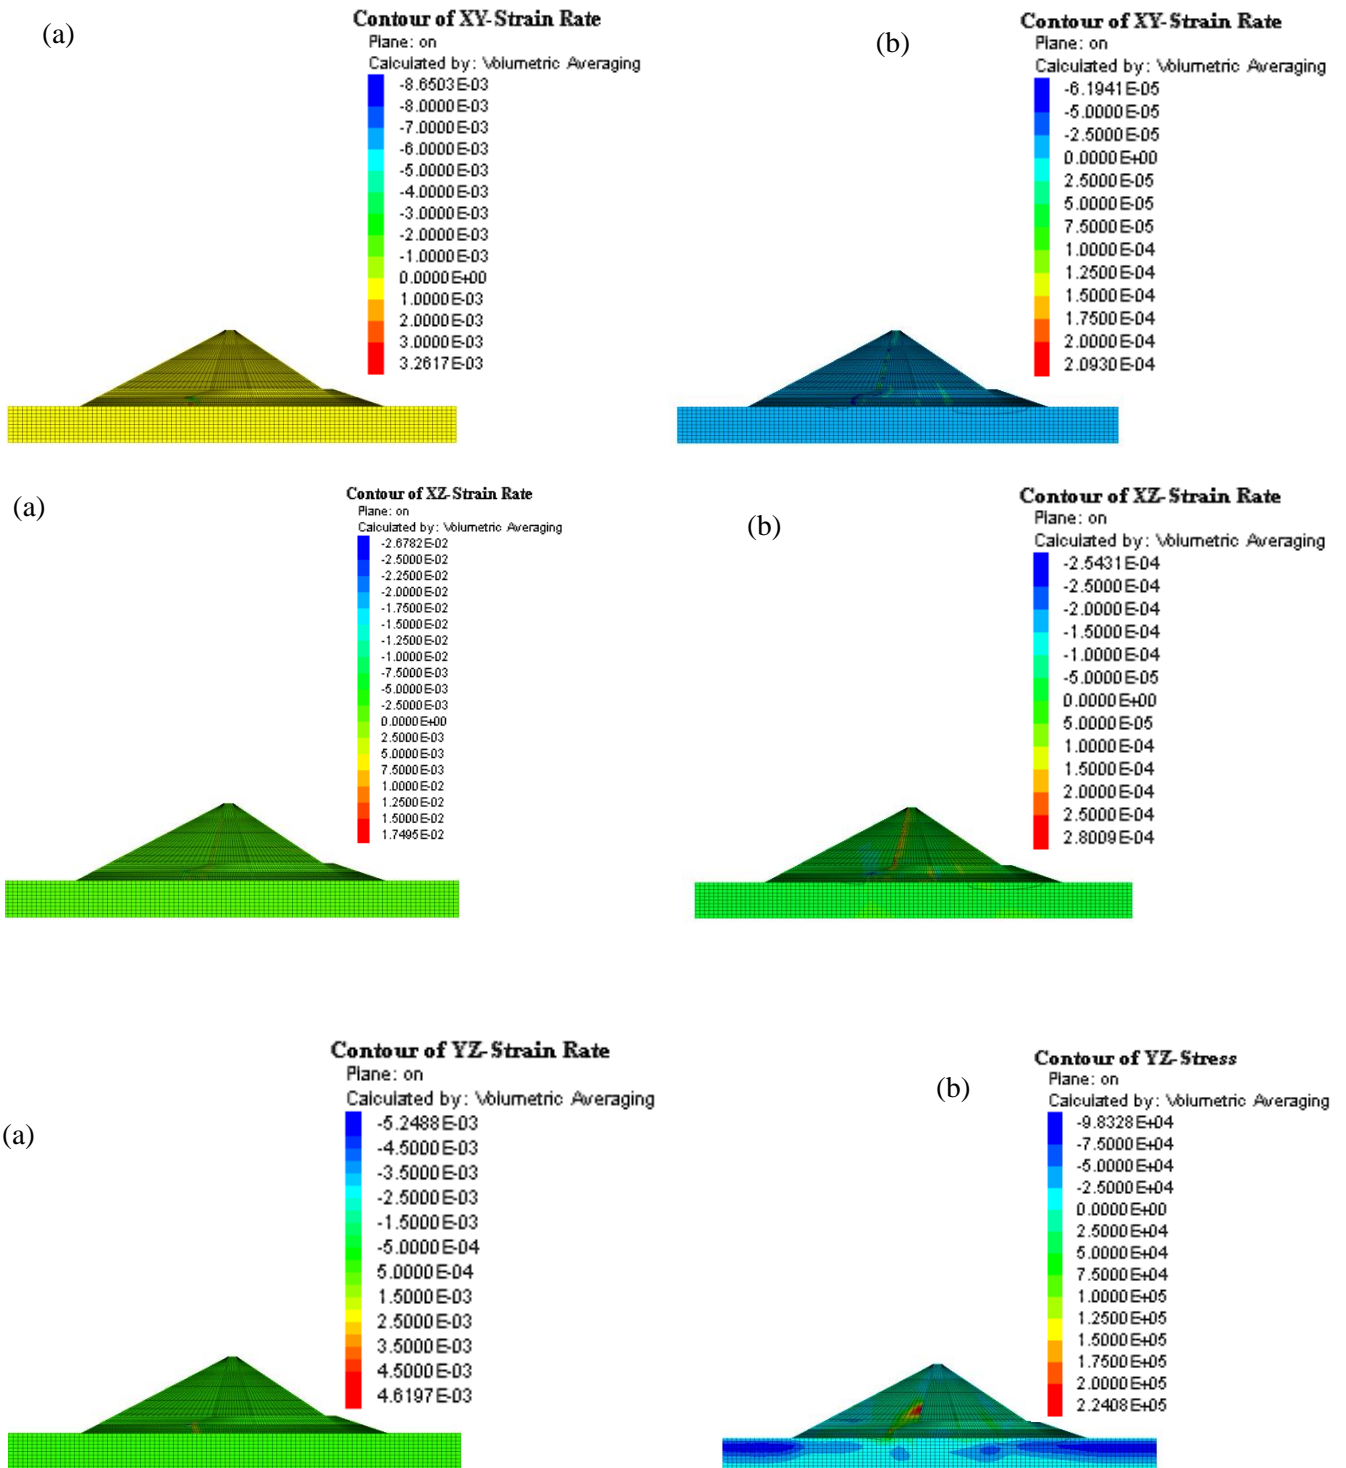 (a)
Contour of XY-Strain Rate
Plane: on
Calculated by: Volumetric Averaging
-8.6503E-03
-8.0000E-03
-7.0000E-03
-6.0000E-03
-5.0000E-03
-4.0000E-03
-3.0000E-03
-2.0000E-03
-1.0000E-03
0.0000E+00
1.0000E-03
2.0000E-03
3.0000E-03
3.2617E-03
(b)
Contour of XY-Strain Rate
Plane: on
Calculated by: Volumetric Averaging
-6.1941E-05
-5.0000E-05
-2.5000E-05
0.0000E+00
2.5000E-05
5.0000E-05
7.5000E-05
1.0000E-04
1.2500E-04
1.5000E-04
1.7500E-04
2.0000E-04
2.0930E-04
(a)
Contour of XZ-Strain Rate
Plane: on
Calculated by: Volumetric Averaging
-2.6782E-02
-2.5000E-02
-2.2500E-02
-2.0000E-02
-1.7500E-02
-1.5000E-02
-1.2500E-02
-1.0000E-02
-7.5000E-03
-5.0000E-03
-2.5000E-03
0.0000E+00
2.5000E-03
5.0000E-03
7.5000E-03
1.0000E-02
1.2500E-02
1.5000E-02
1.7495E-02
(b)
Contour of XZ-Strain Rate
Plane: on
Calculated by: Volumetric Averaging
-2.5431E-04
-2.5000E-04
-2.0000E-04
-1.5000E-04
-1.0000E-04
-5.0000E-05
0.0000E+00
5.0000E-05
1.0000E-04
1.5000E-04
2.0000E-04
2.5000E-04
2.8009E-04
(a)
Contour of YZ-Strain Rate
Plane: on
Calculated by: Volumetric Averaging
-5.2488E-03
-4.5000E-03
-3.5000E-03
-2.5000E-03
-1.5000E-03
-5.0000E-04
5.0000E-04
1.5000E-03
2.5000E-03
3.5000E-03
4.5000E-03
4.6197E-03
(b)
Contour of YZ-Stress
Plane: on
Calculated by: Volumetric Averaging
-9.8328E+04
-7.5000E+04
-5.0000E+04
-2.5000E+04
0.0000E+00
2.5000E+04
5.0000E+04
7.5000E+04
1.0000E+05
1.2500E+05
1.5000E+05
1.7500E+05
2.0000E+05
2.2408E+05